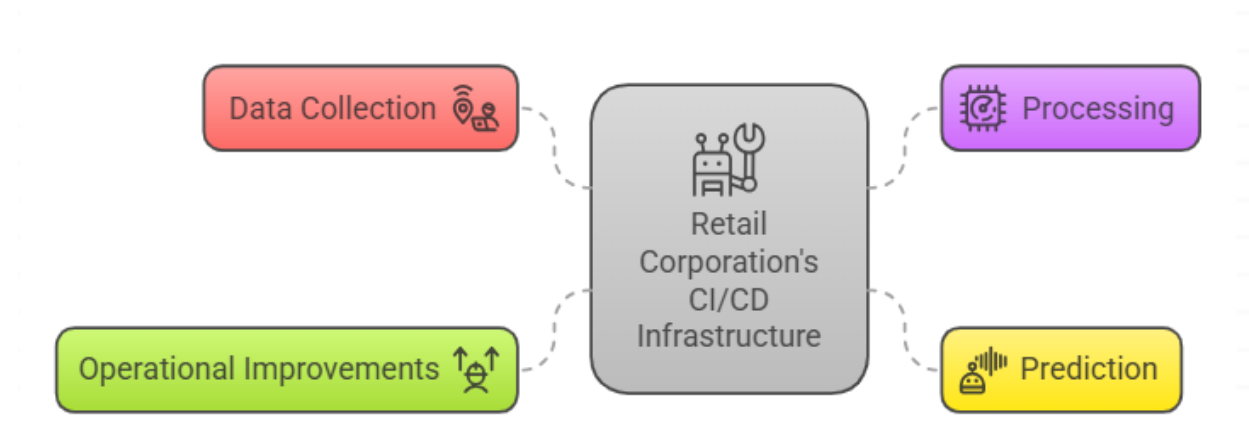 Data Collection
Processing
Retail
Corporation's
CI/CD
Infrastructure
Operational Improvements
Prediction